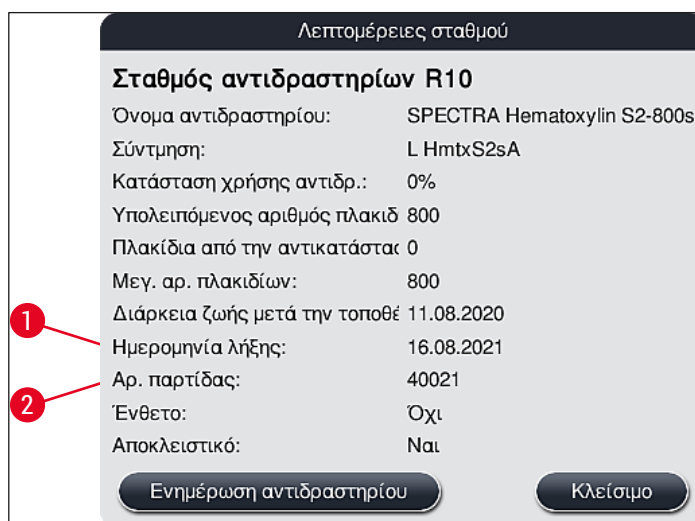 Λεπτομέρειες σταθμού
Σταθμός αντιδραστηρίων R10
Όνομα αντιδραστηρίου: SPECTRA Hematoxylin S2-800s
Σύντμηση: L HmtxS2sA
Κατάσταση χρήσης αντιδρ.: 0%
Υπολειπόμενος αριθμός πλακιδ 800
Πλακίδια από την αντικατάστας 0
Μεγ. αρ. πλακιδίων: 800
Διάρκεια ζωής μετά την τοποθέ 11.08.2020
1 Ημερομηνία λήξης: 16.08.2021
2 Αρ. παρτίδας: 40021
Ένθετο: Όχι
Αποκλειστικό: Ναι
Ενημέρωση αντιδραστηρίου Κλείσιμο